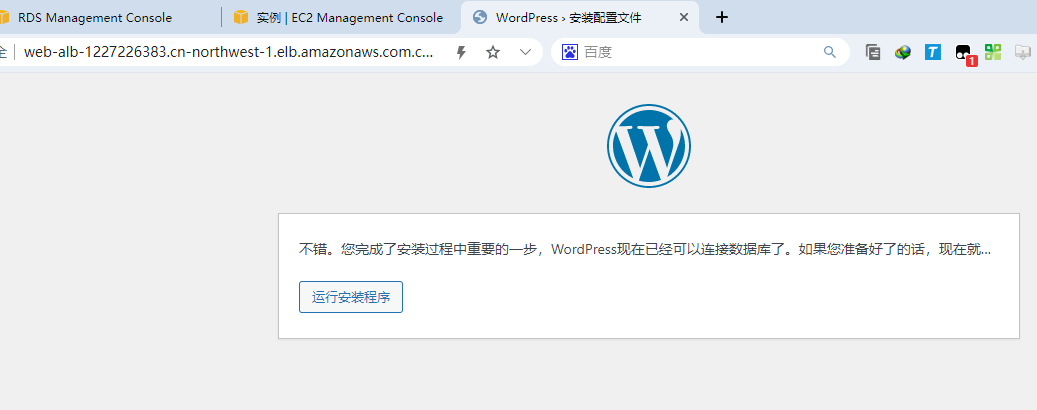 RDS Management Console
实例 | EC2 Management Console
WordPress › 安装配置文件
全
web-alb-1227226383.cn-northwest-1.elb.amazonaws.com.c...
百度
T
1
W
不错。您完成了安装过程中重要的一步，WordPress现在已经可以连接数据库了。如果您准备好了的话，现在就...
运行安装程序